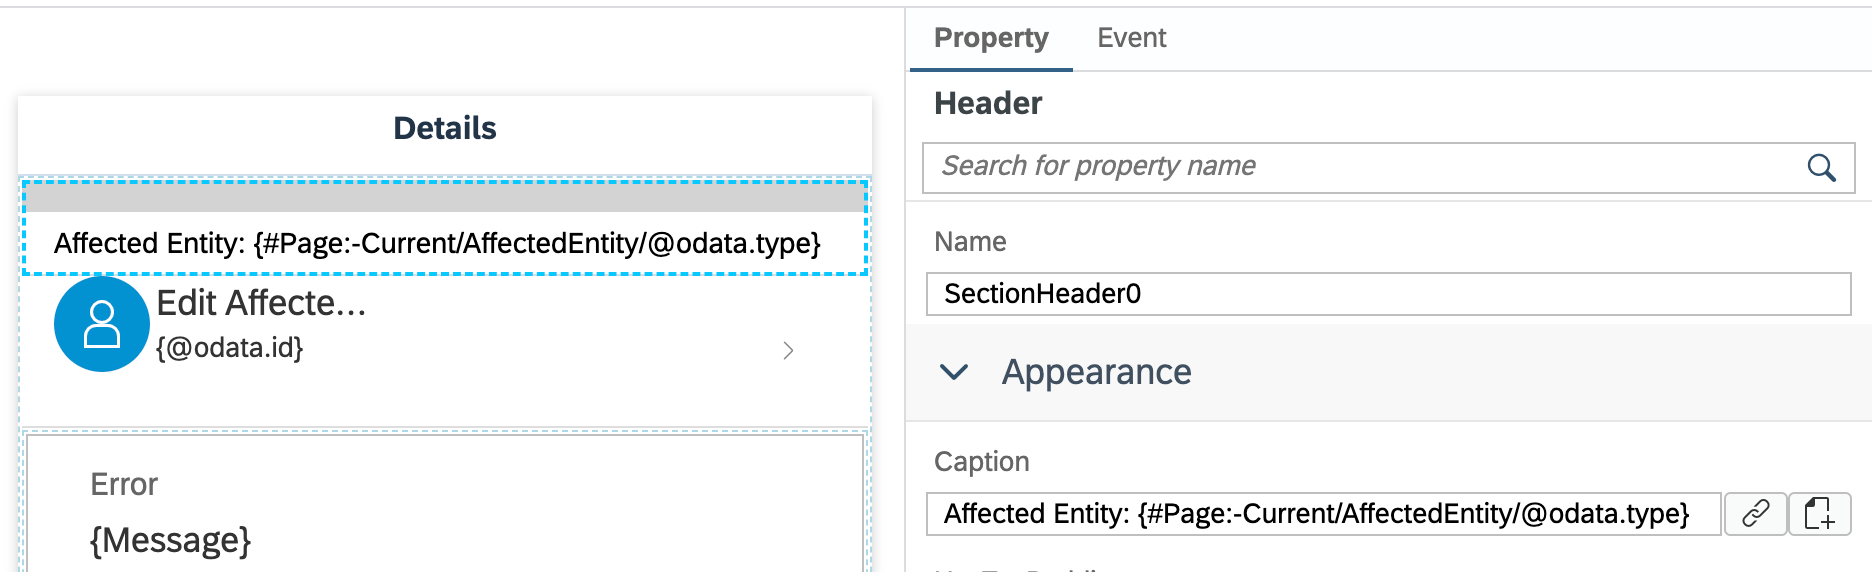 Details
Affected Entity: {#Page:-Current/AffectedEntity/@odata.type}
Edit Affecte...
{@odata.id}
Error
{Message}
Property Event
Header
Search for property name
Name
SectionHeader0
Appearance
Caption
Affected Entity: {#Page:-Current/AffectedEntity/@odata.type}